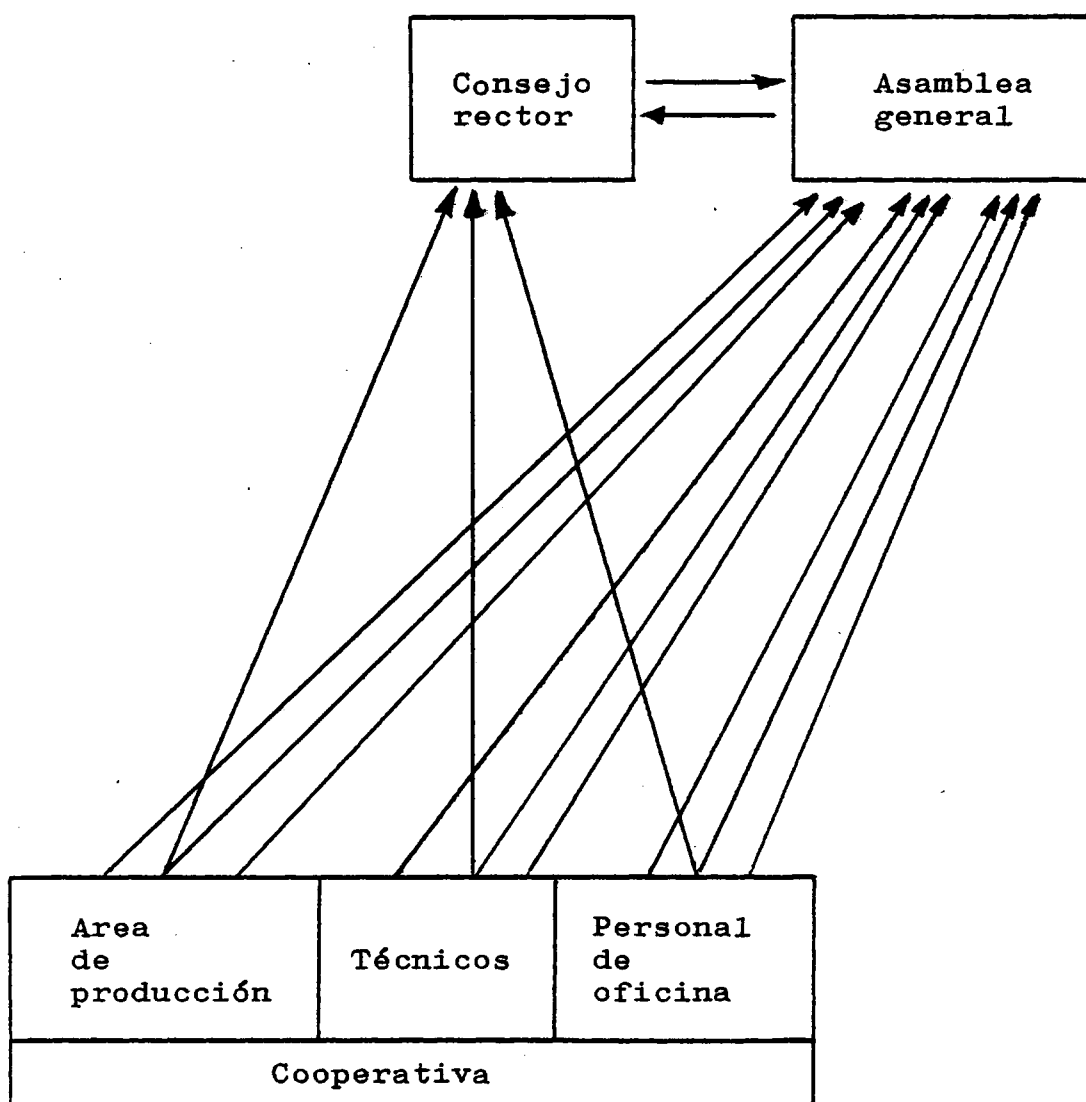 Consejo
rector
Asamblea
general
Area
de
producción
Técnicos
Personal
de
oficina
Cooperativa